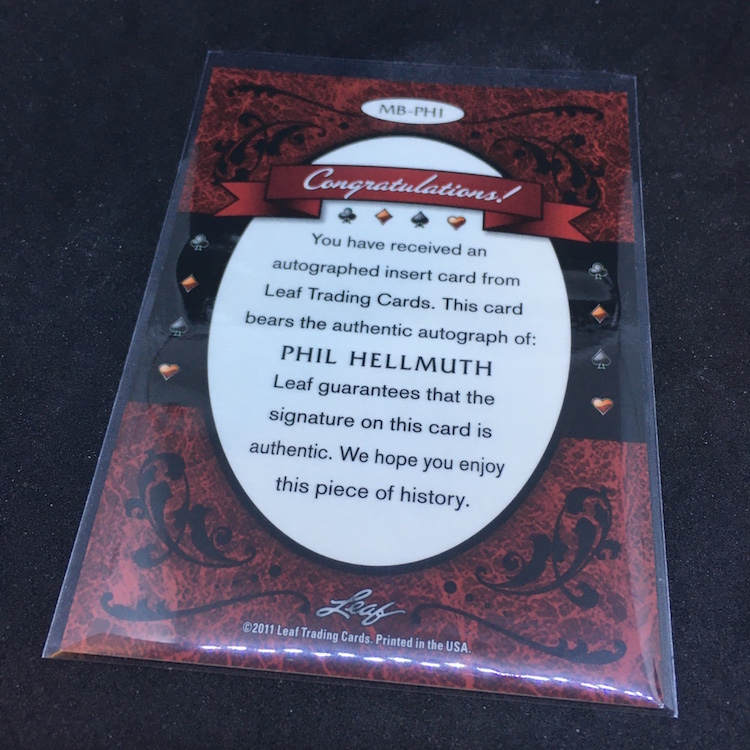 MB-PH1
Congratulations!
You have received an
autographed insert card from
Leaf Trading Cards. This card
bears the authentic autograph of:
PHIL HELLMUTH
Leaf guarantees that the
signature on this card is
authentic. We hope you enjoy
this piece of history.
Leaf
©2011 Leaf Trading Cards. Printed in the USA.